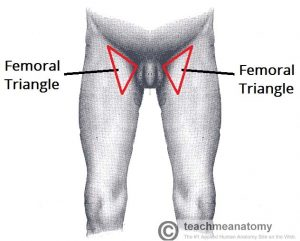 Femoral
Triangle
Femoral
Triangle
© teachmeanatomy
The #1 Applied Human Anatomy Site on the Web